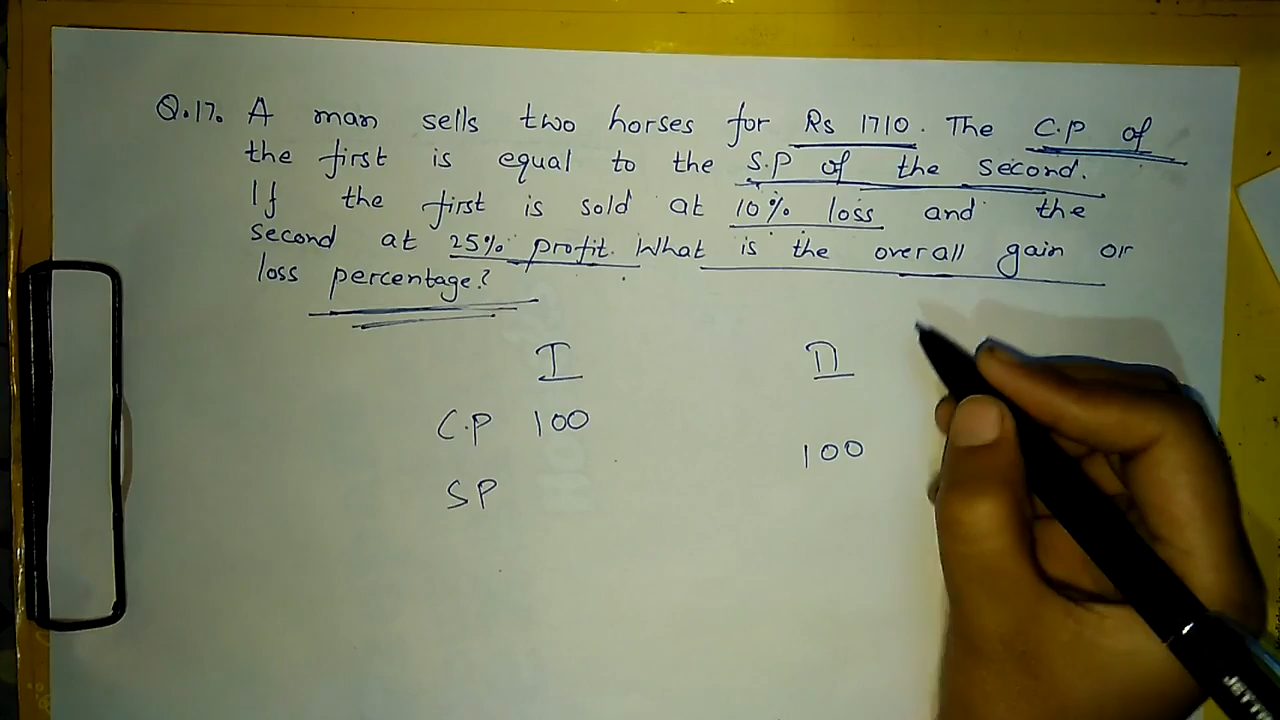 Q.17. A man sells two horses for Rs 1710. The C.P of
the first is equal to the S.P of the second.
If the first is sold at 10% loss and the
second at 25% profit. What is the overall gain or
loss percentage?
I II
C.P 100 100
SP